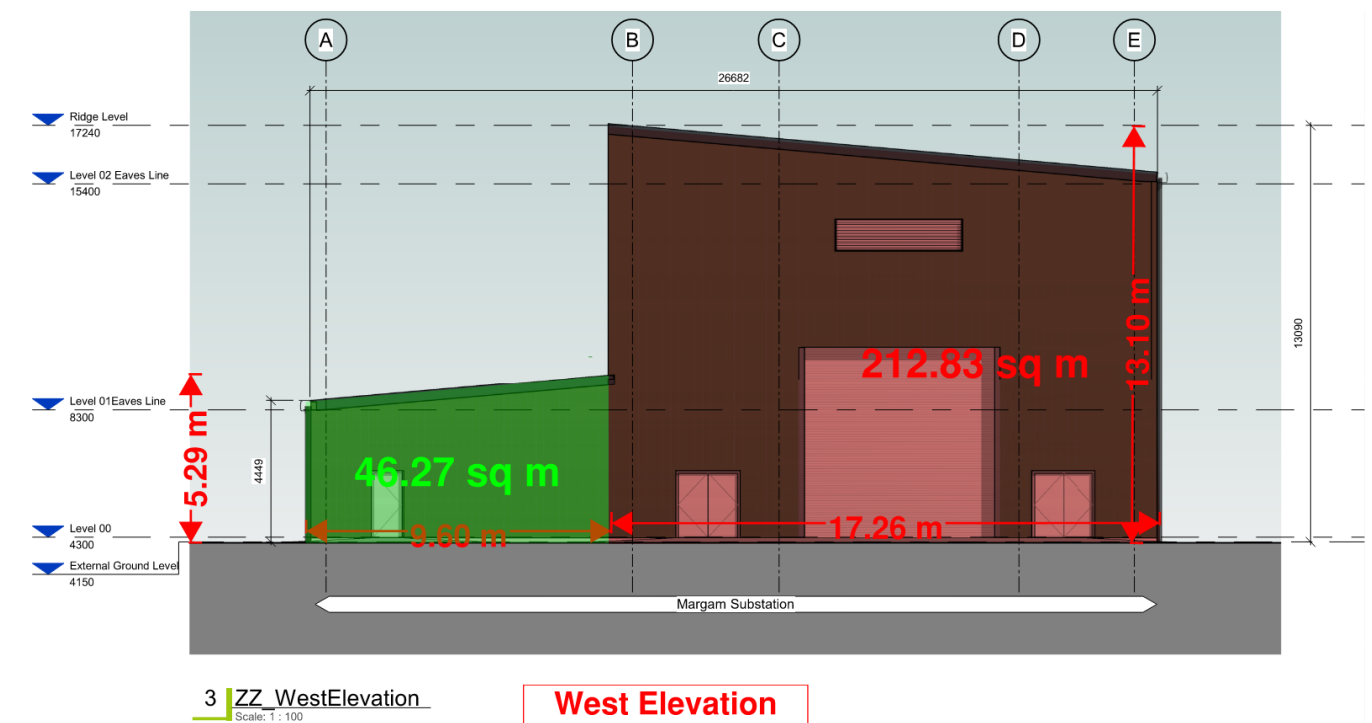 A
B
C
D
E
26682
Ridge Level
17240
Level 02 Eaves Line
15400
13.10 m
13090
212.83 sq m
Level 01Eaves Line
8300
5.29 m
4449
46.27 sq m
9.60 m
17.26 m
Level 00
4300
External Ground Level
4150
Margam Substation
3 ZZ_WestElevation
Scale: 1 : 100
West Elevation